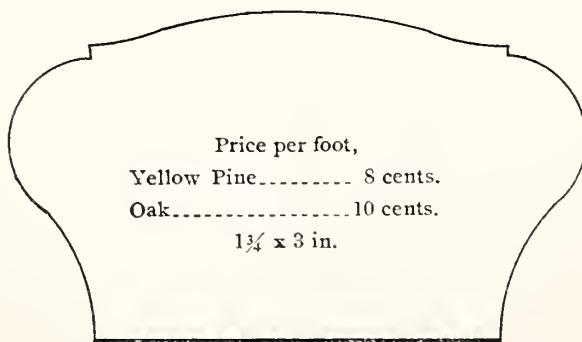 Price per foot,
Yellow Pine--------- 8 cents.
Oak------------------10 cents.
1¾ x 3 in.